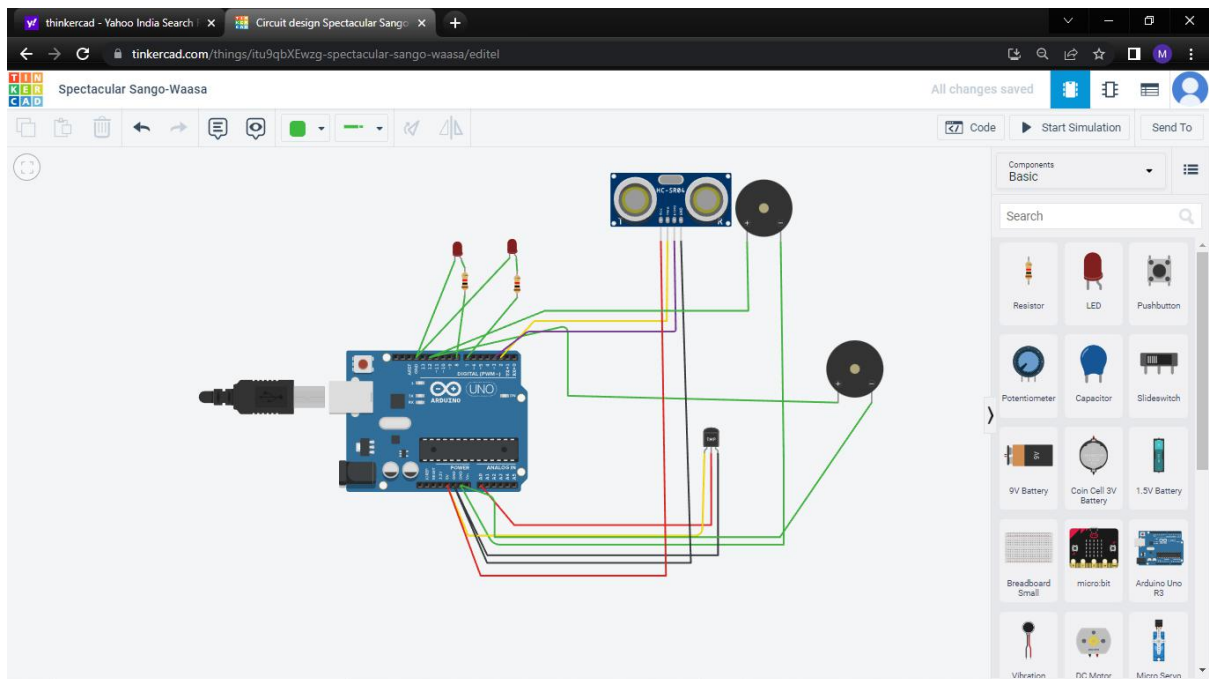 thinkercad - Yahoo India Search
Circuit design Spectacular Sango
tinkercad.com/things/itu9qbXEwzg-spectacular-sango-waasa/editel
M
TIN
KER
CAD
Spectacular Sango-Waasa
All changes saved
Code
Start Simulation
Send To
Components
Basic
Search
Resistor
LED
Pushbutton
Potentiometer
Capacitor
Slideswitch
9V Battery
Coin Cell 3V
Battery
1.5V Battery
Breadboard
Small
micro:bit
Arduino Uno
R3
Vibration
DC Motor
Micro Servo
HC-SR04
T
DIGITAL (PWM~)
UNO
ARDUINO
POWER
ANALOG IN
TMP